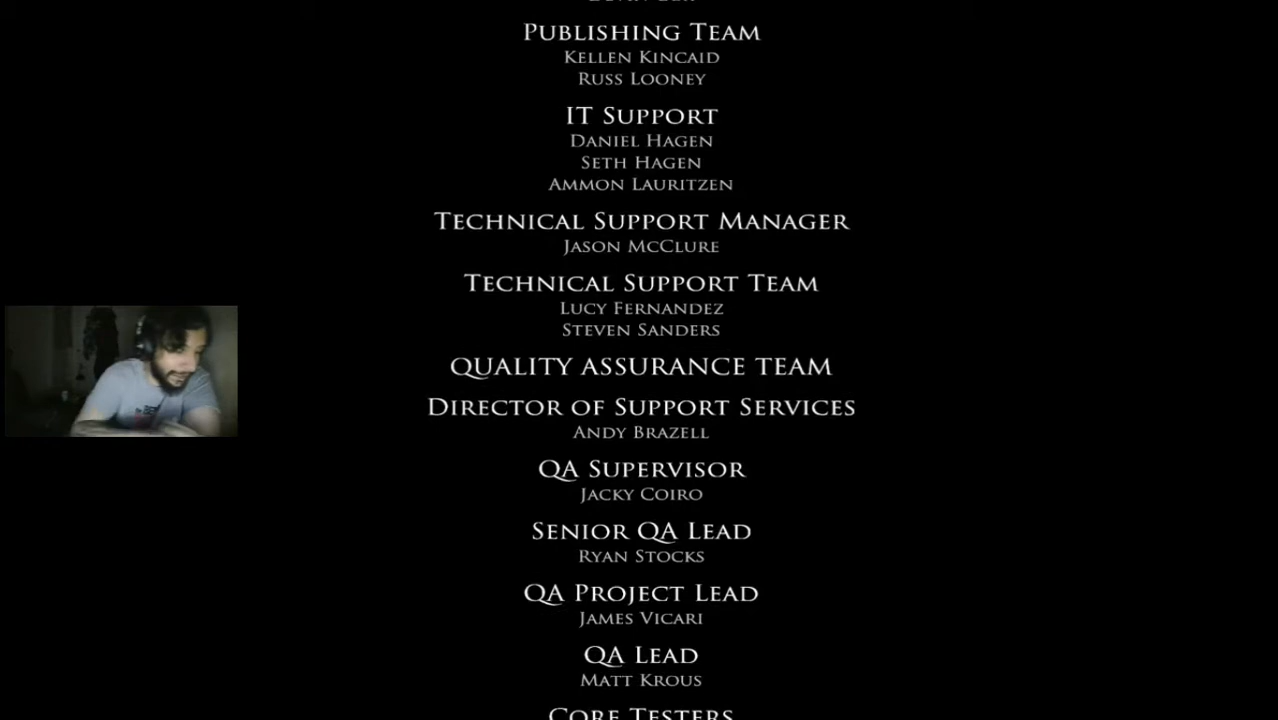 Publishing Team
Kellen Kincaid
Russ Looney
IT Support
Daniel Hagen
Seth Hagen
Ammon Lauritzen
Technical Support Manager
Jason McClure
Technical Support Team
Lucy Fernandez
Steven Sanders
QUALITY ASSURANCE TEAM
Director of Support Services
Andy Brazell
QA Supervisor
Jacky Coiro
Senior QA Lead
Ryan Stocks
QA Project Lead
James Vicari
QA Lead
Matt Krous
Core Testers